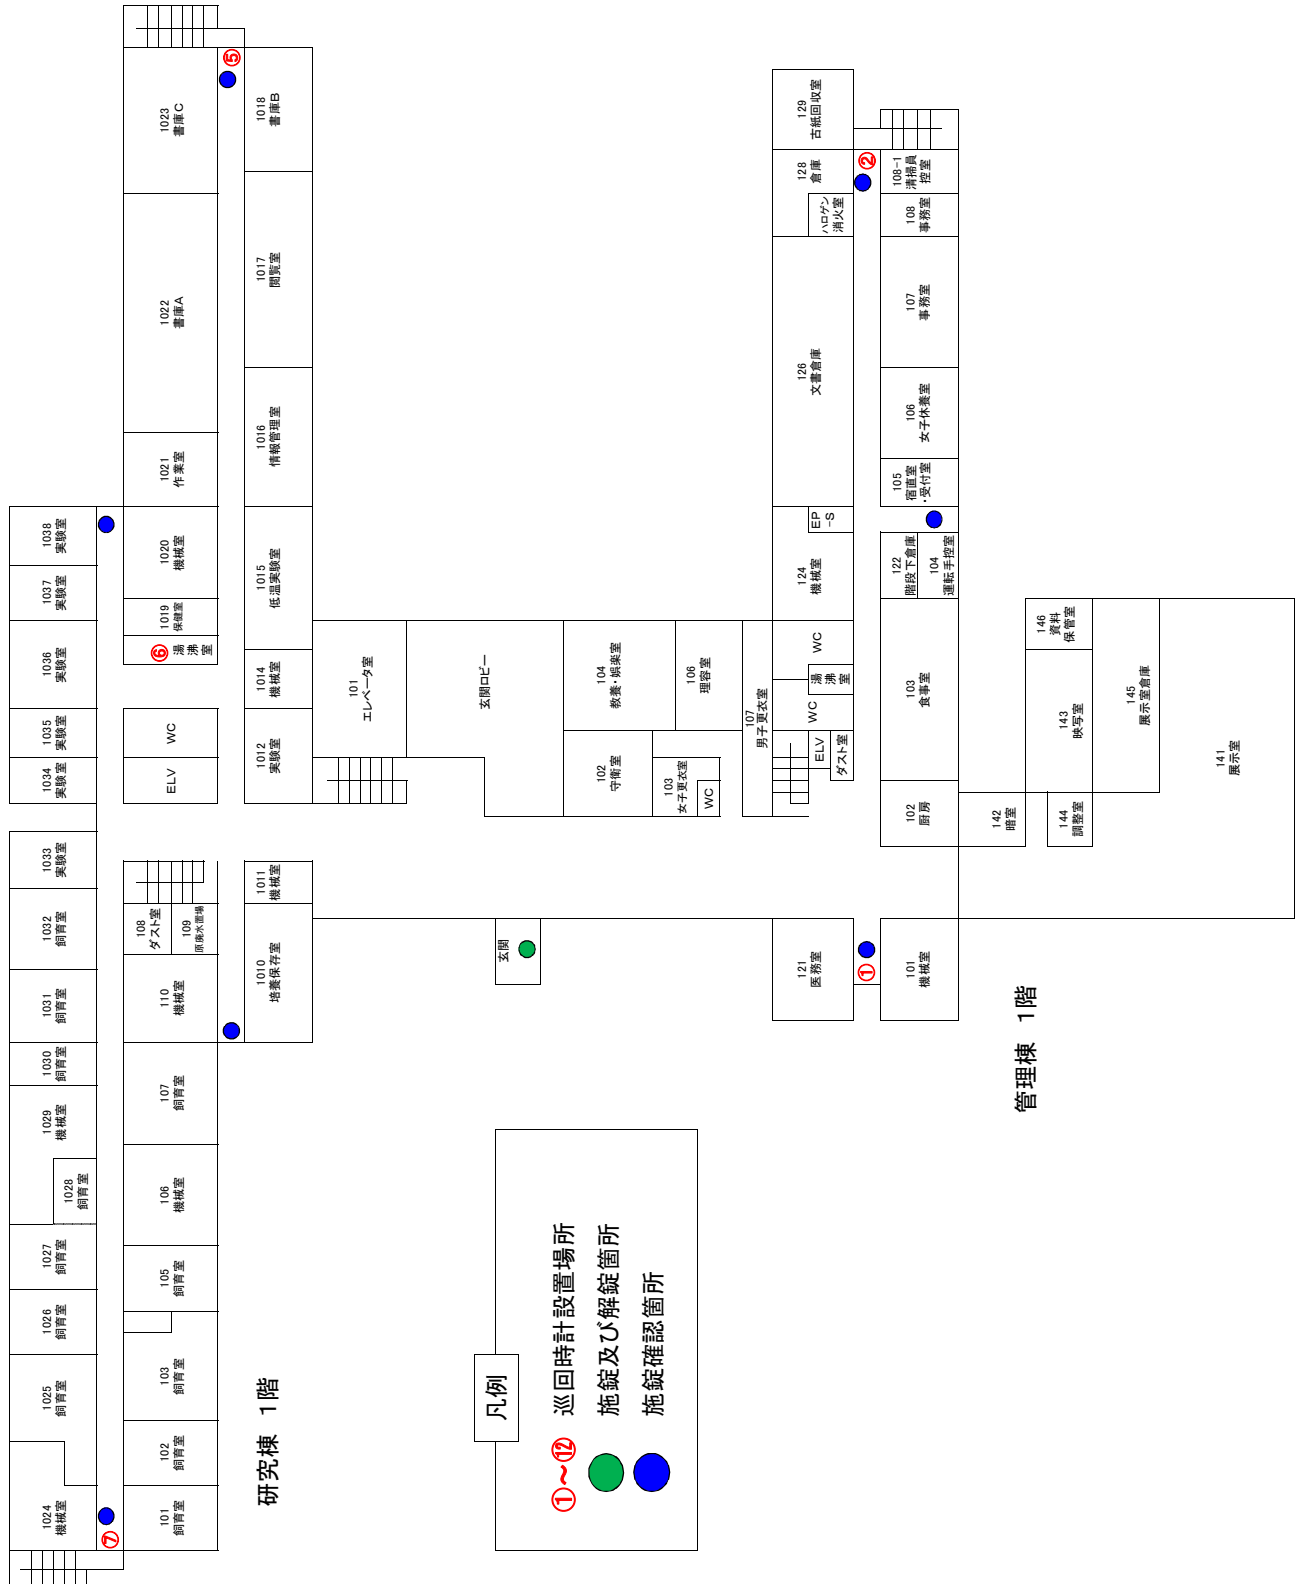 1023
書庫C
⑤
1018
書庫B
1022
書庫A
1017
閲覧室
1021
作業室
1016
情報管理室
1038
実験室
1037
実験室
1036
実験室
1035
実験室
1034
実験室
1033
実験室
1032
飼育室
1031
飼育室
1030
飼育室
1029
機械室
1028
飼育室
1027
飼育室
1026
飼育室
1025
飼育室
1024
機械室
⑦
1020
機械室
1019
保健室
⑥
湯沸室
WC
ELV
1015
低温実験室
1014
機械室
1012
実験室
1011
機械室
1010
培養保存室
108
ダスト室
109
原廃水置場
110
機械室
107
飼育室
106
機械室
105
飼育室
103
飼育室
102
飼育室
101
飼育室
研究棟 1階
101
エレベータ室
玄関ロビー
104
教養・娯楽室
106
理容室
107
男子更衣室
102
守衛室
103
女子更衣室
WC
玄関
129
古紙回収室
128
倉庫
ハロゲン
消火室
②
108-1
清掃員
控室
108
事務室
107
事務室
126
文書倉庫
106
女子休養室
105
宿直室
・受付室
EP
-S
124
機械室
122
階段下倉庫
104
運転手控室
WC
湯沸室
WC
ELV
ダスト室
103
食事室
102
厨房
146
資料
保管室
143
映写室
145
展示室倉庫
141
展示室
142
暗室
144
調整室
121
医務室
①
101
機械室
管理棟 1階
凡例
①～⑫ 巡回時計設置場所
施錠及び解錠箇所
施錠確認箇所